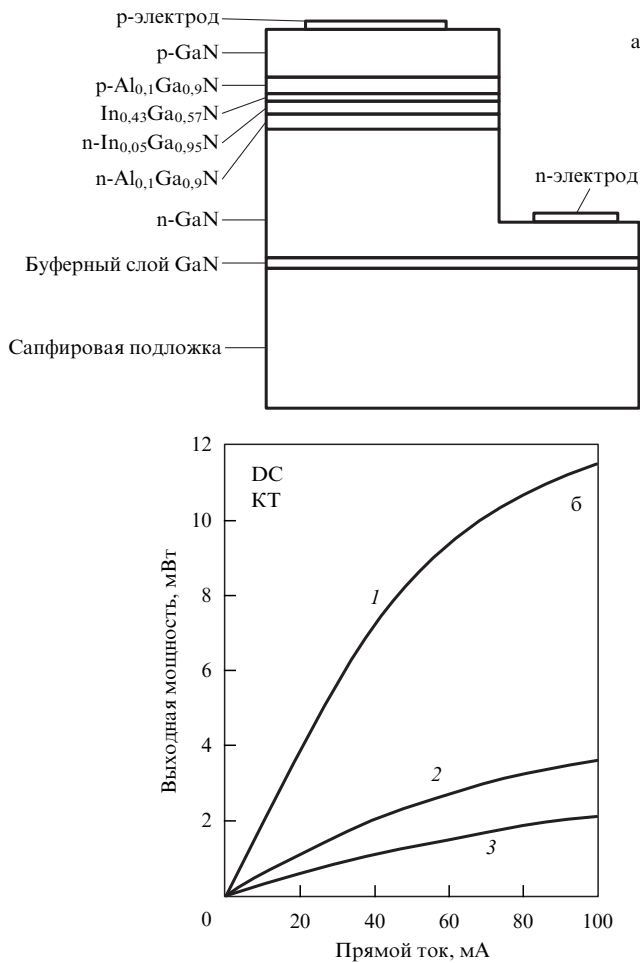 p-электрод
p-GaN
а
p-Al0,1Ga0,9N
In0,43Ga0,57N
n-In0,05Ga0,95N
n-Al0,1Ga0,9N
n-электрод
n-GaN
Буферный слой GaN
Сапфировая подложка
12
DC
КТ
б
10
1
8
6
4
2
2
3
0
20
40
60
80
100
Выходная мощность, мВт
Прямой ток, мА